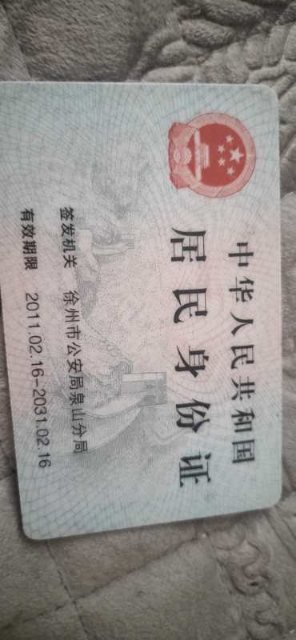 中华人民共和国
居民身份证
签发机关 徐州市公安局泉山分局
有效期限 2011.02.16-2031.02.16